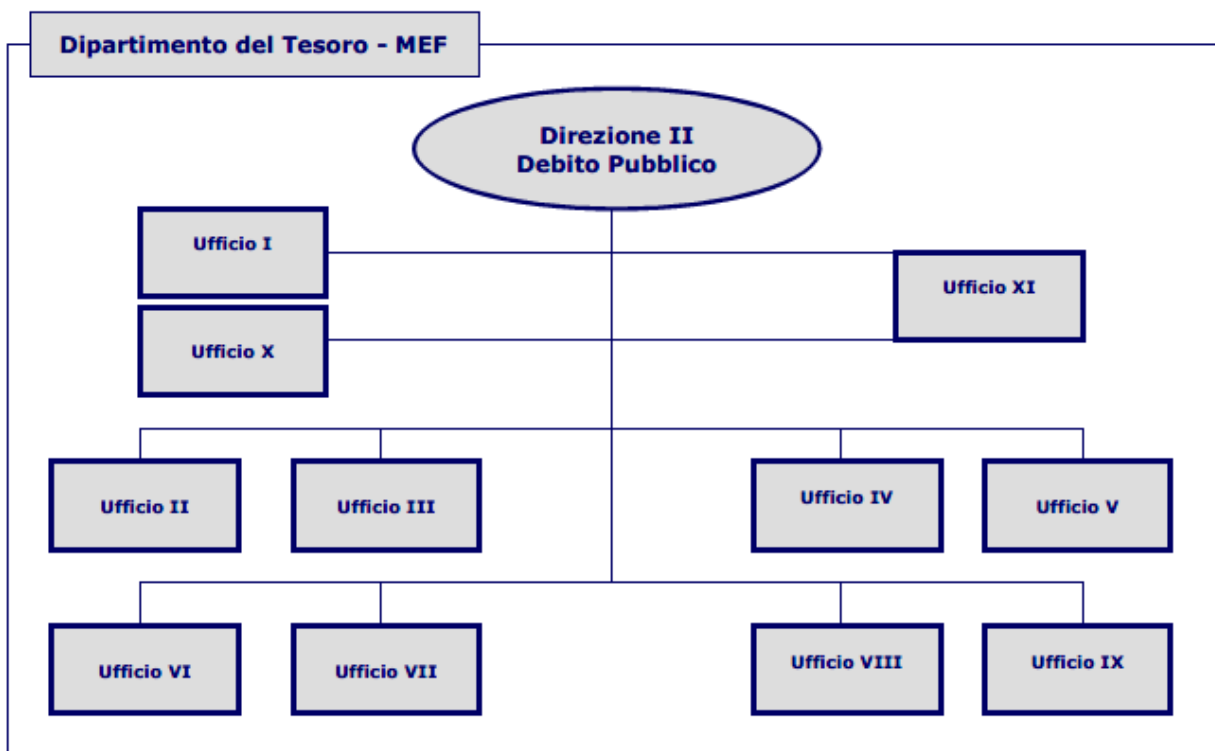 Dipartimento del Tesoro - MEF
Direzione II
Debito Pubblico
Ufficio I
Ufficio XI
Ufficio X
Ufficio II
Ufficio III
Ufficio IV
Ufficio V
Ufficio VI
Ufficio VII
Ufficio VIII
Ufficio IX